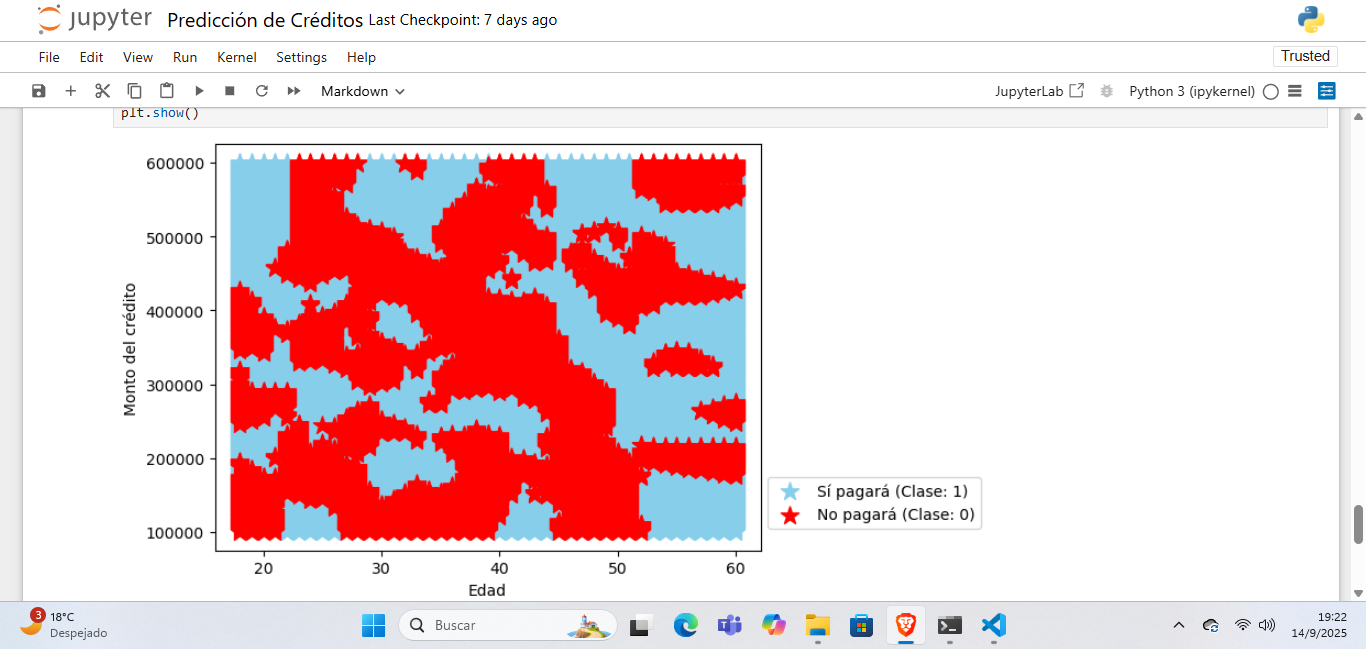 jupyter Predicción de Créditos Last Checkpoint: 7 days ago
File Edit View Run Kernel Settings Help
Trusted
Markdown
JupyterLab
Python 3 (ipykernel)
plt.show()
600000
500000
400000
300000
200000
100000
Monto del crédito
20 30 40 50 60
Edad
Sí pagará (Clase: 1)
No pagará (Clase: 0)
3
18°C
Despejado
Buscar
19:22
14/9/2025